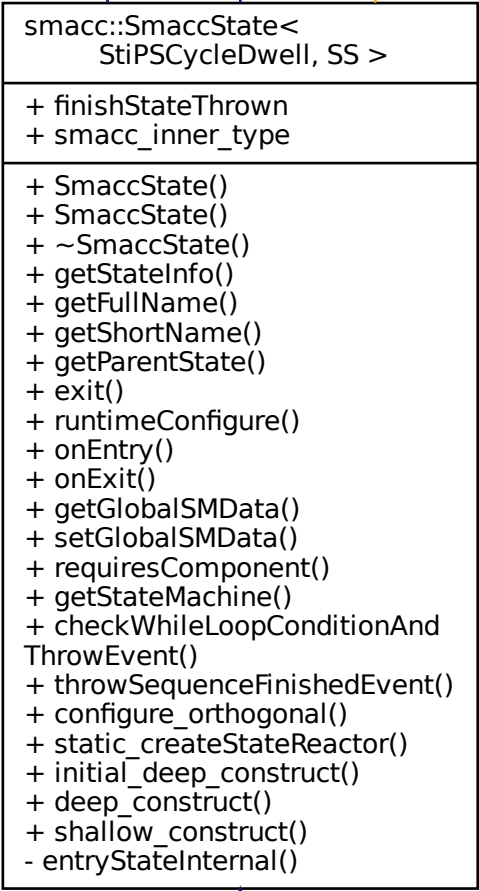 smacc::SmaccState<
StiPSCycleDwell, SS >
+ finishStateThrown
+ smacc_inner_type
+ SmaccState()
+ SmaccState()
+ ~SmaccState()
+ getStateInfo()
+ getFullName()
+ getShortName()
+ getParentState()
+ exit()
+ runtimeConfigure()
+ onEntry()
+ onExit()
+ getGlobalSMData()
+ setGlobalSMData()
+ requiresComponent()
+ getStateMachine()
+ checkWhileLoopConditionAnd
ThrowEvent()
+ throwSequenceFinishedEvent()
+ configure_orthogonal()
+ static_createStateReactor()
+ initial_deep_construct()
+ deep_construct()
+ shallow_construct()
- entryStateInternal()